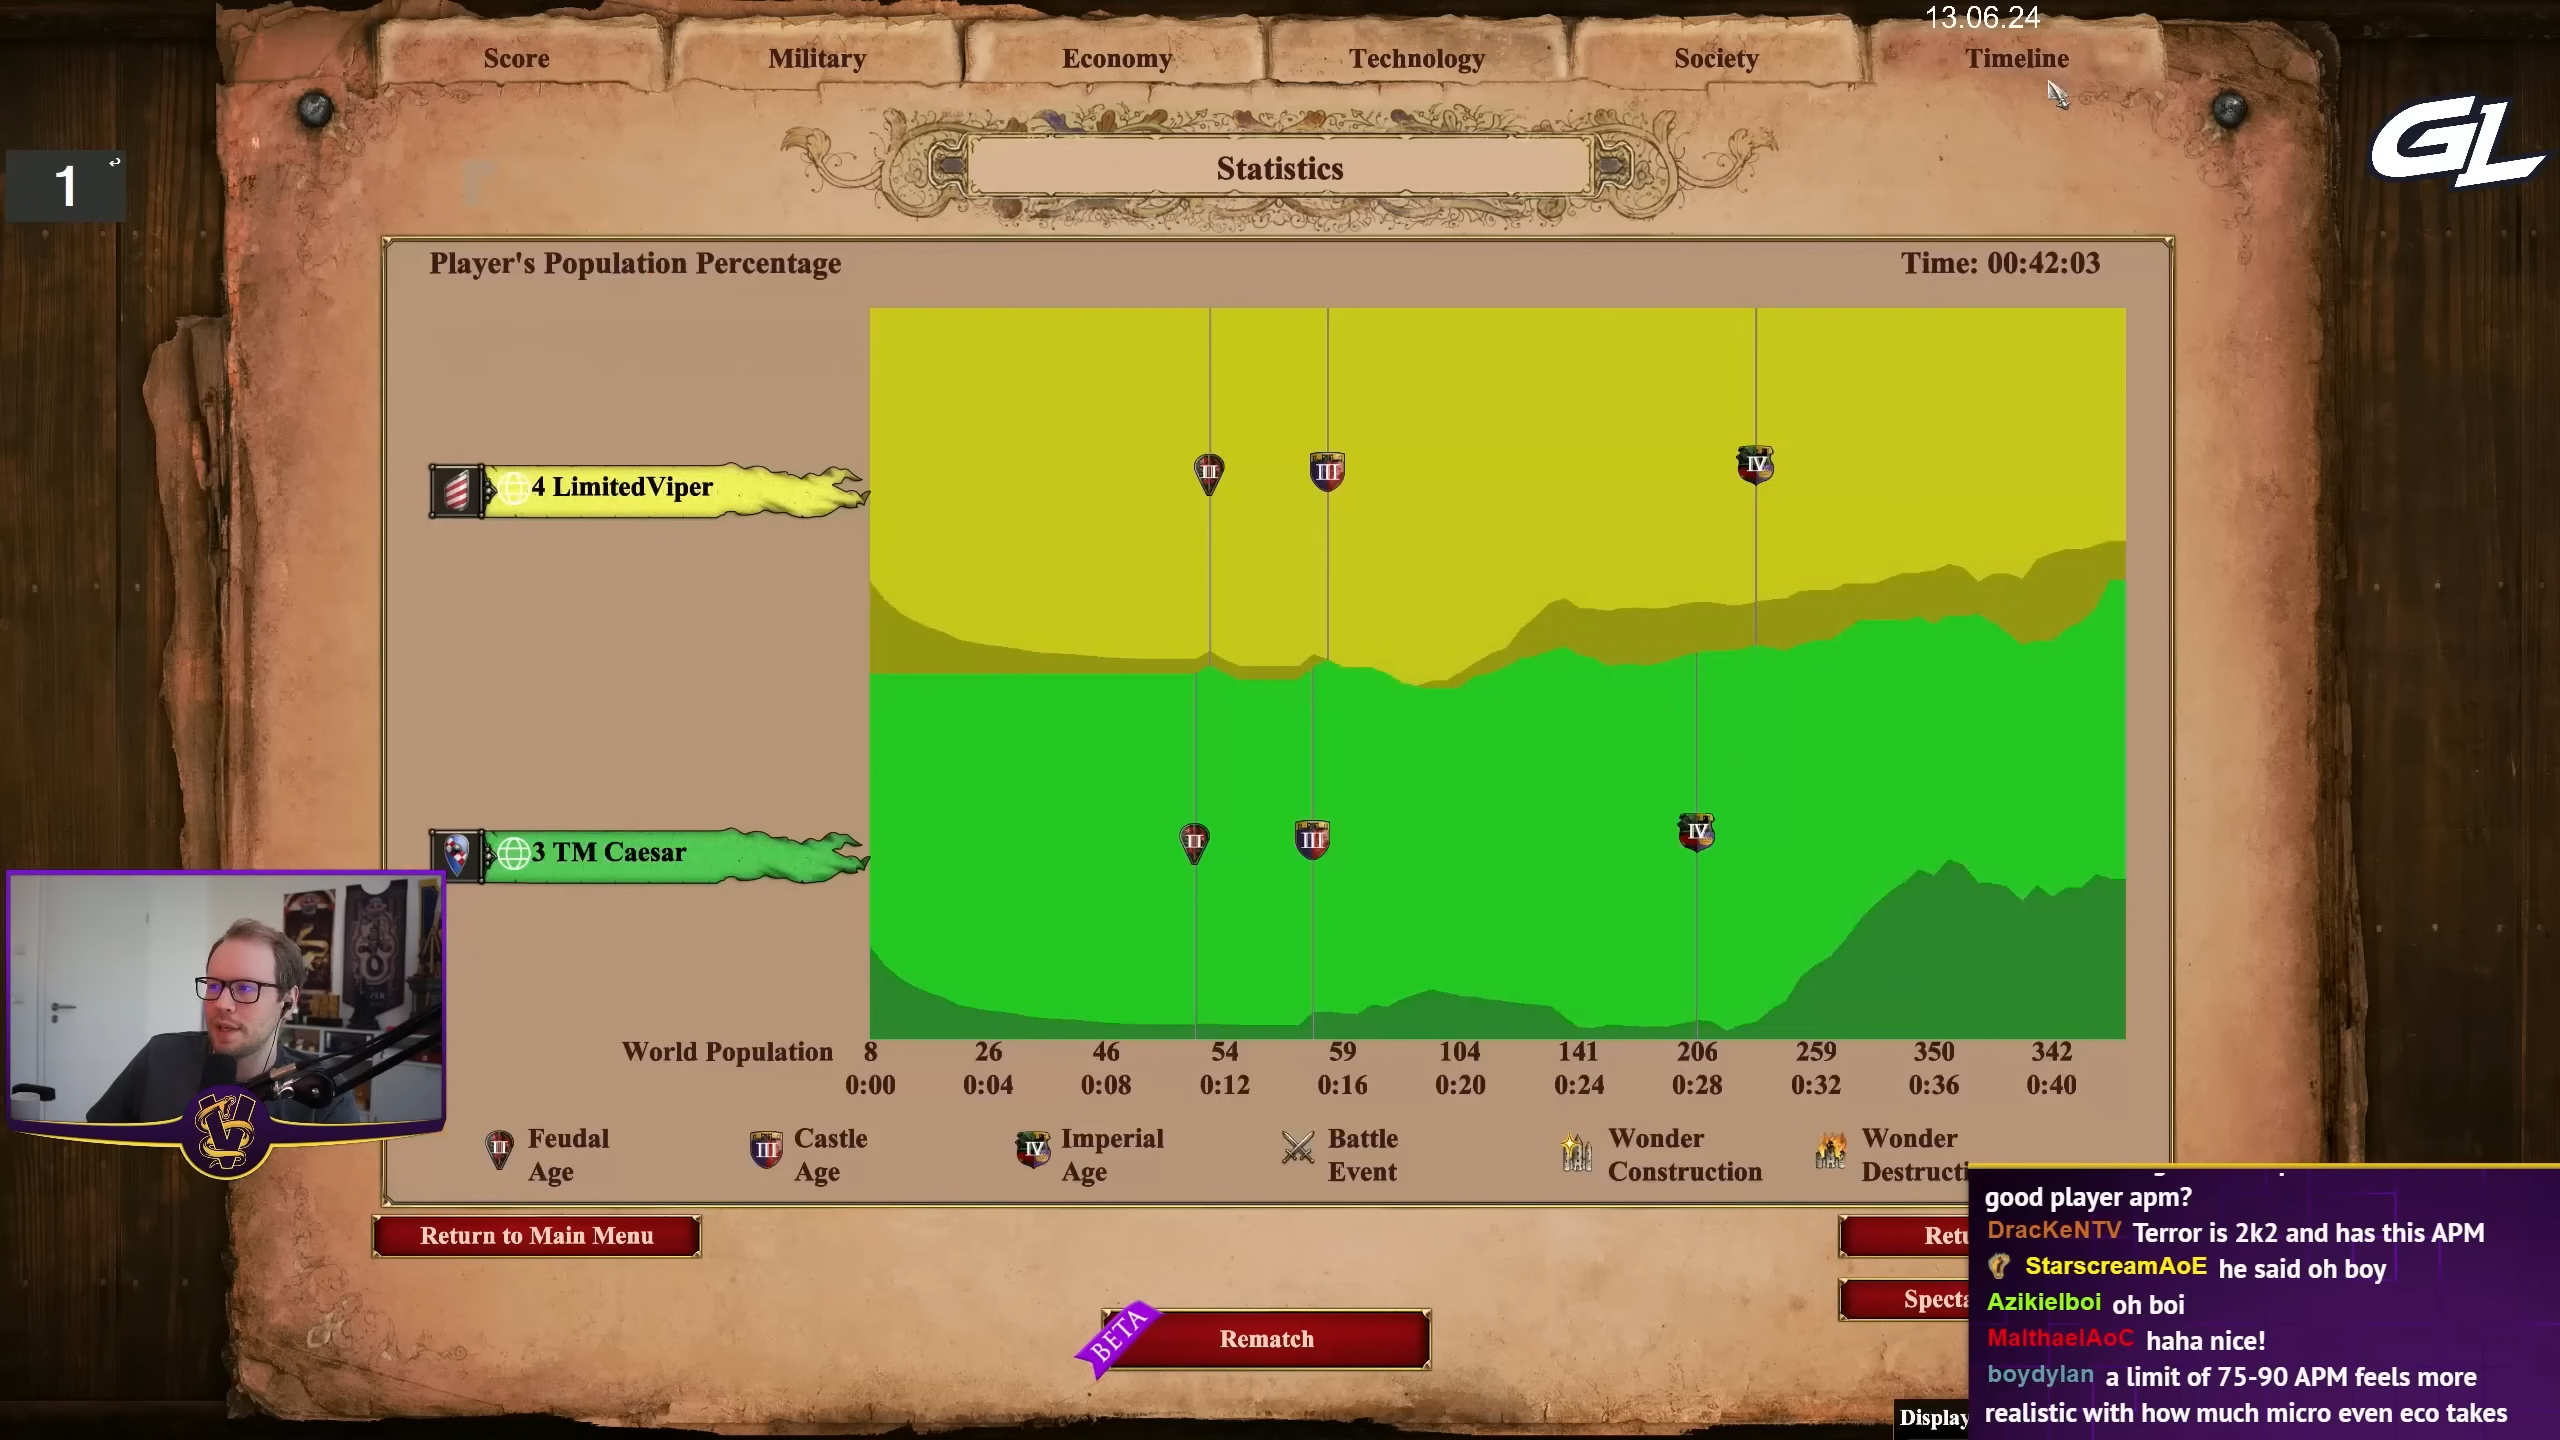 13.06.24
Score
Military
Economy
Technology
Society
Timeline
GL
1
Statistics
Player's Population Percentage
Time: 00:42:03
II
III
IV
4 LimitedViper
3 TM Caesar
II
III
IV
World Population
8
26
46
54
59
104
141
206
259
350
342
0:00
0:04
0:08
0:12
0:16
0:20
0:24
0:28
0:32
0:36
0:40
II
Feudal
Age
III
Castle
Age
IV
Imperial
Age
Battle
Event
Wonder
Construction
Wonder
Destructi
Return to Main Menu
Retu
Specta
BETA
Rematch
Display
good player apm?
DracKeNTV Terror is 2k2 and has this APM
StarscreamAoE he said oh boy
Azikielboi oh boi
MalthaelAoC haha nice!
boydylan a limit of 75-90 APM feels more
realistic with how much micro even eco takes